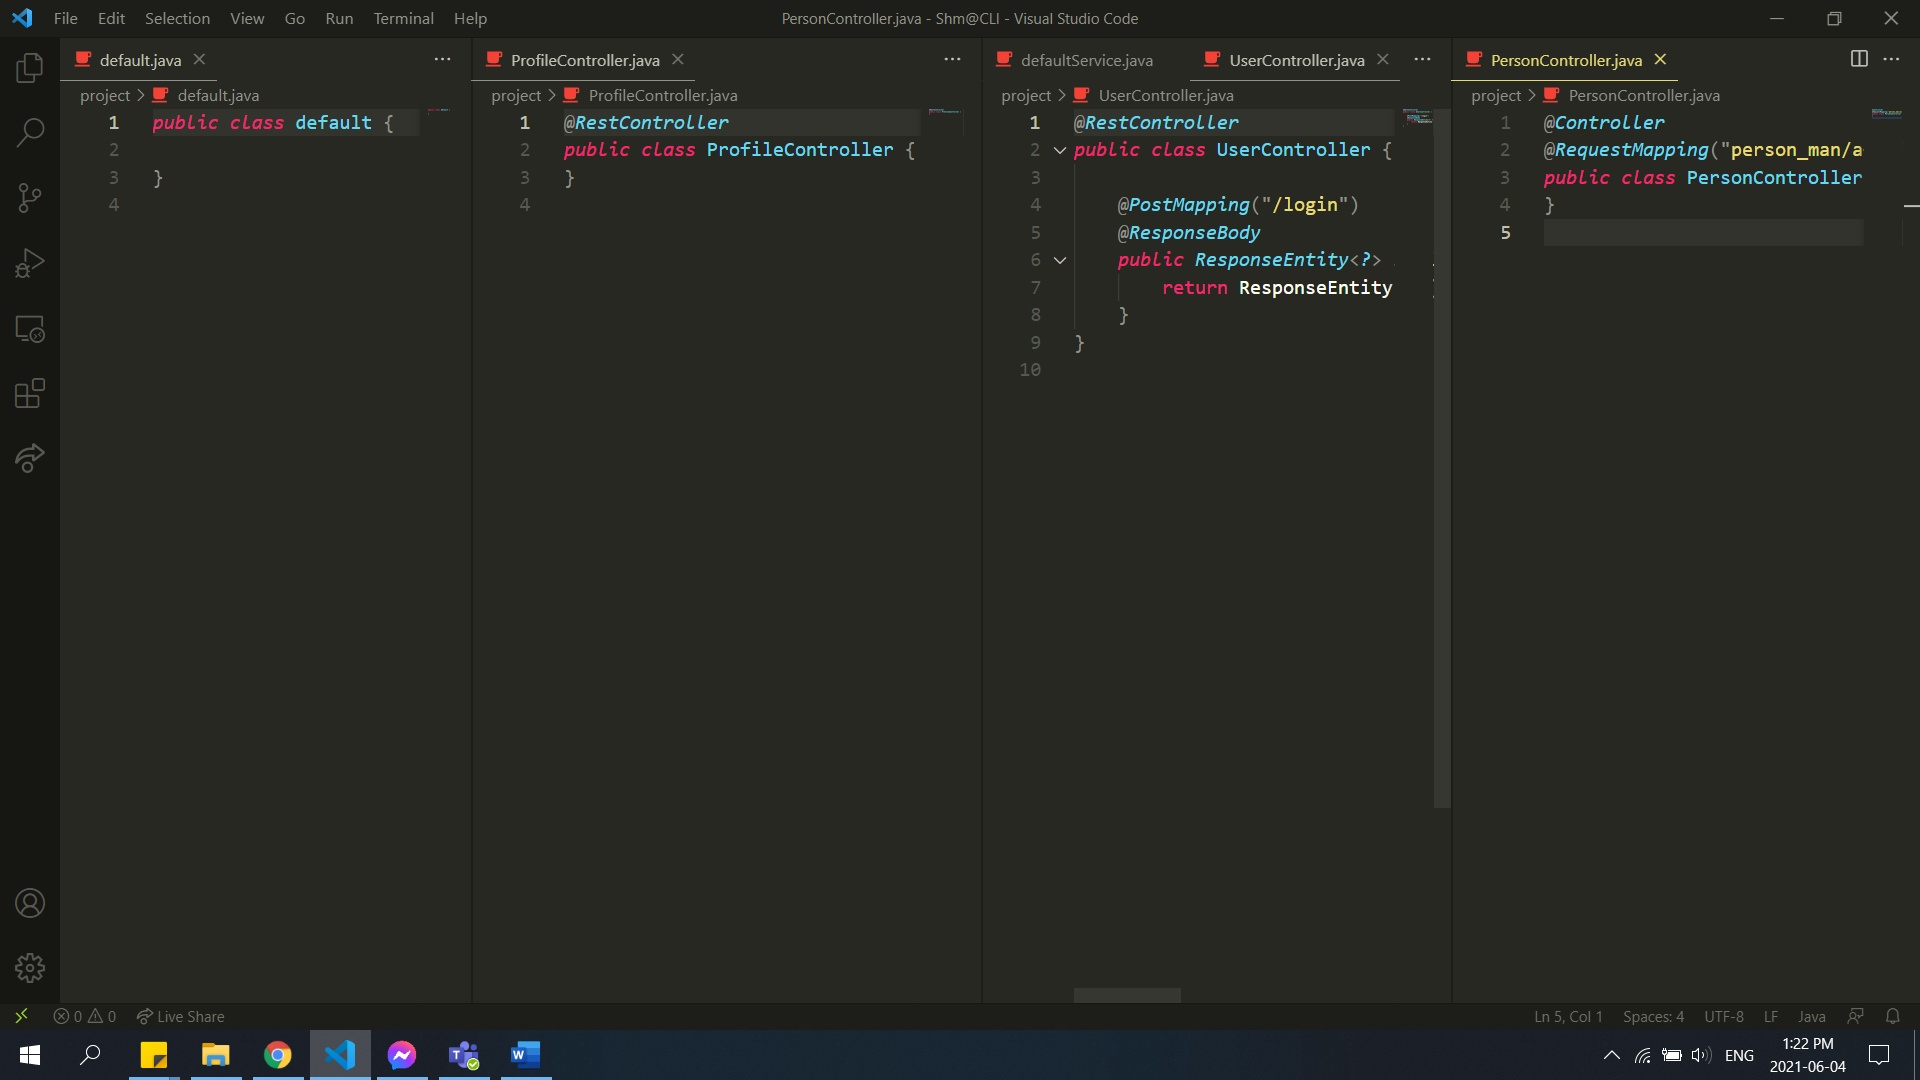 File Edit Selection View Go Run Terminal Help
PersonController.java - Shm@CLI - Visual Studio Code
default.java
project > default.java
1 public class default {
2
3 }
4
ProfileController.java
project > ProfileController.java
1 @RestController
2 public class ProfileController {
3 }
4
defaultService.java UserController.java
project > UserController.java
1 @RestController
2 public class UserController {
3
4 @PostMapping("/login")
5 @ResponseBody
6 public ResponseEntity<?>
7 return ResponseEntity
8 }
9 }
10
PersonController.java
project > PersonController.java
1 @Controller
2 @RequestMapping("person_man/a
3 public class PersonController
4 }
5
0 0 Live Share
Ln 5, Col 1 Spaces: 4 UTF-8 LF Java
ENG
1:22 PM
2021-06-04